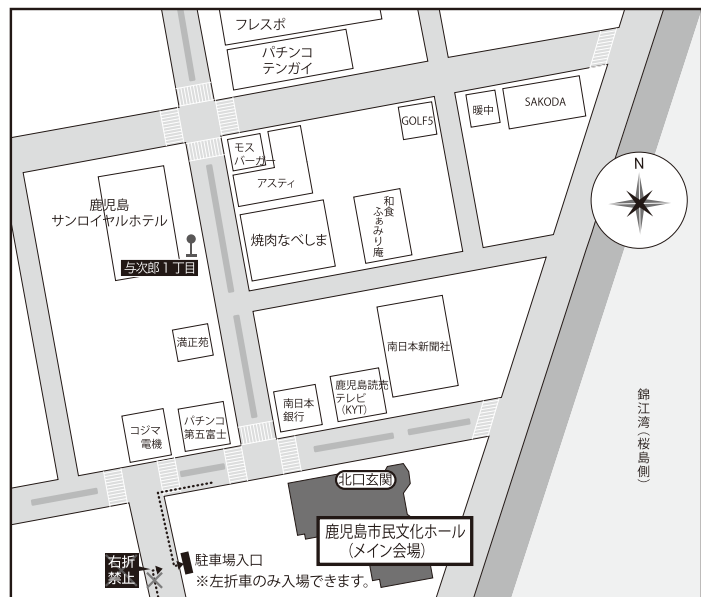 フレスポ
パチンコ
テンガイ
GOLF5
暖中
SAKODA
モス
バーガー
アスティ
鹿児島
サンロイヤルホテル
焼肉なべしま
和食
ふぁみり庵
N
与次郎1丁目
満正苑
南日本新聞社
コジマ
電機
パチンコ
第五富士
南日本
銀行
鹿児島読売
テレビ
(KYT)
錦江湾(桜島側)
北口玄関
鹿児島市民文化ホール
(メイン会場)
右折
禁止
駐車場入口
※左折車のみ入場できます。